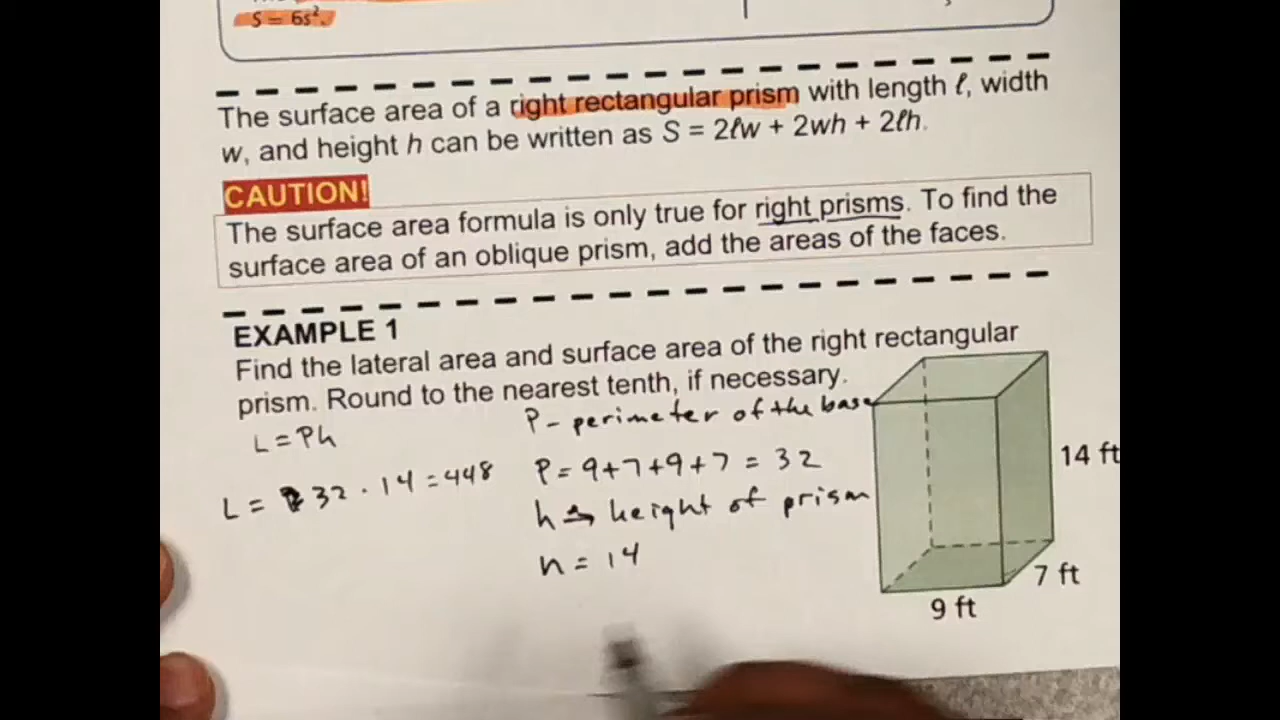 S = 6s².
The surface area of a right rectangular prism with length ℓ, width
w, and height h can be written as S = 2ℓw + 2wh + 2ℓh.
CAUTION!
The surface area formula is only true for right prisms. To find the
surface area of an oblique prism, add the areas of the faces.
EXAMPLE 1
Find the lateral area and surface area of the right rectangular
prism. Round to the nearest tenth, if necessary.
L = Ph
L = 32 · 14 = 448
P - perimeter of the base
P = 9+7+9+7 = 32
h → height of prism
h = 14
14 ft
7 ft
9 ft